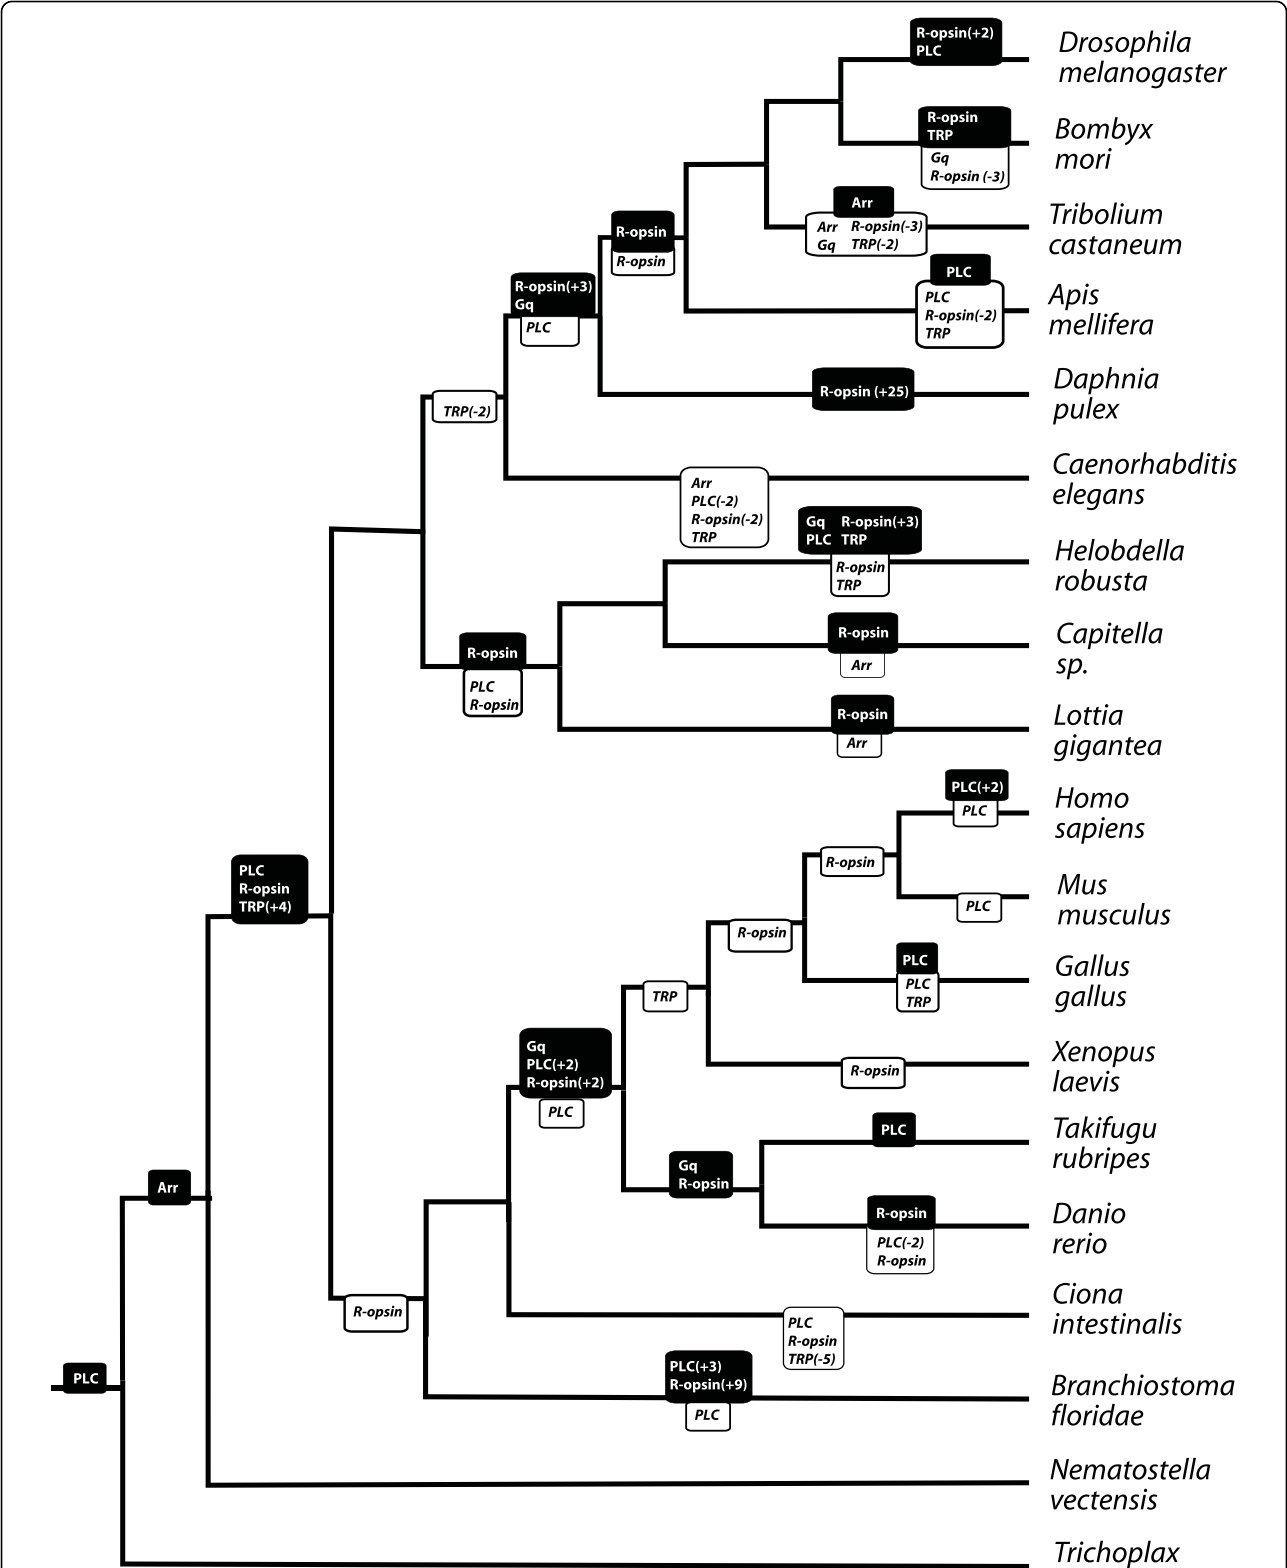 R-opsin(+2)
PLC
Drosophila
melanogaster
R-opsin
TRP
Gq
R-opsin (-3)
Bombyx
mori
Arr
Arr R-opsin(-3)
Gq TRP(-2)
Tribolium
castaneum
R-opsin
R-opsin
PLC
PLC
R-opsin(-2)
TRP
Apis
mellifera
R-opsin(+3)
Gq
PLC
R-opsin (+25)
Daphnia
pulex
TRP(-2)
Arr
PLC(-2)
R-opsin(-2)
TRP
Caenorhabditis
elegans
Gq R-opsin(+3)
PLC TRP
R-opsin
TRP
Helobdella
robusta
R-opsin
Arr
Capitella
sp.
R-opsin
PLC
R-opsin
R-opsin
Arr
Lottia
gigantea
PLC(+2)
PLC
Homo
sapiens
R-opsin
PLC
Mus
musculus
PLC
R-opsin
TRP(+4)
R-opsin
PLC
PLC
TRP
Gallus
gallus
TRP
R-opsin
Xenopus
laevis
Gq
PLC(+2)
R-opsin(+2)
PLC
PLC
Takifugu
rubripes
Gq
R-opsin
Arr
R-opsin
PLC(-2)
R-opsin
Danio
rerio
R-opsin
PLC
R-opsin
TRP(-5)
Ciona
intestinalis
PLC
PLC(+3)
R-opsin(+9)
PLC
Branchiostoma
floridae
Nematostella
vectensis
Trichoplax